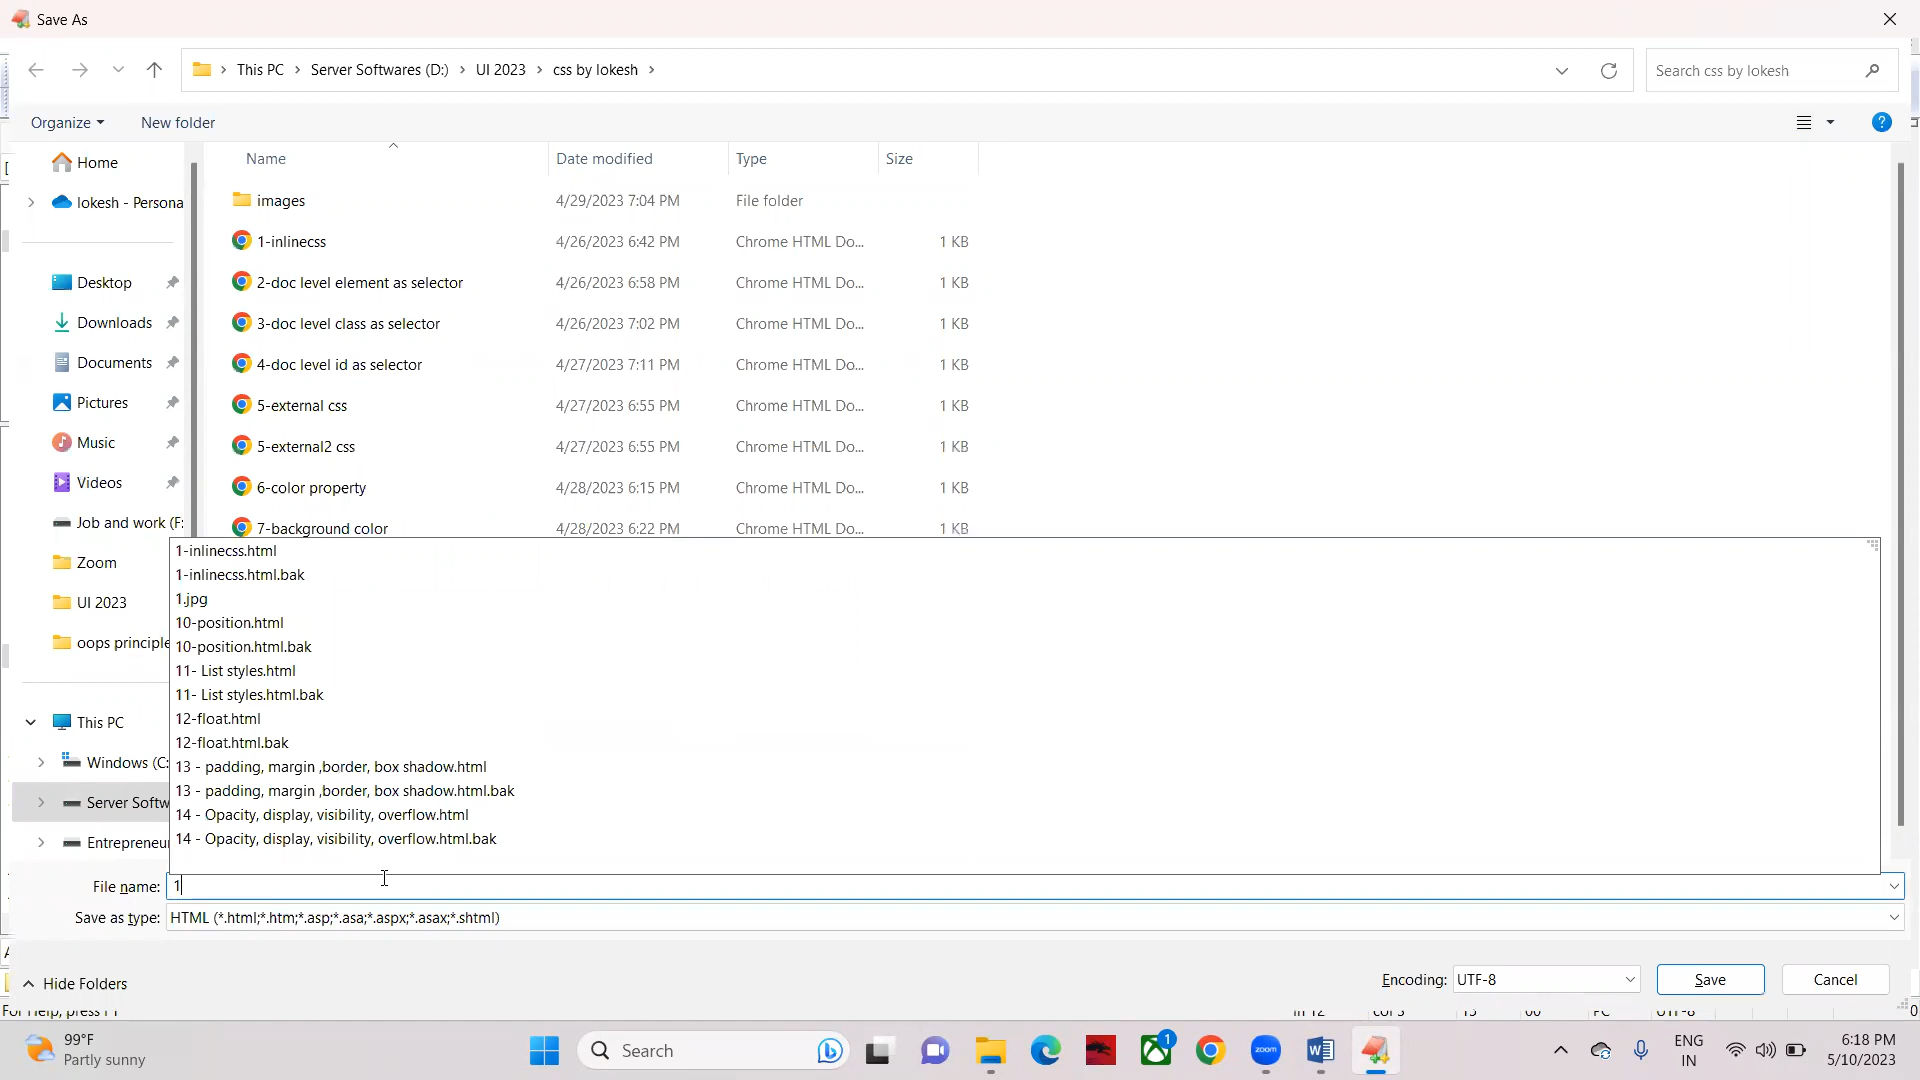 Save As
This PC > Server Softwares (D:) > UI 2023 > css by lokesh >
Search css by lokesh
Organize
New folder
Name
Date modified
Type
Size
Home
lokesh - Persona
Desktop
Downloads
Documents
Pictures
Music
Videos
Job and work (F:
Zoom
UI 2023
oops principle
This PC
Windows (C:
Server Softw
Entrepreneur
images 4/29/2023 7:04 PM File folder
1-inlinecss 4/26/2023 6:42 PM Chrome HTML Do... 1 KB
2-doc level element as selector 4/26/2023 6:58 PM Chrome HTML Do... 1 KB
3-doc level class as selector 4/26/2023 7:02 PM Chrome HTML Do... 1 KB
4-doc level id as selector 4/27/2023 7:11 PM Chrome HTML Do... 1 KB
5-external css 4/27/2023 6:55 PM Chrome HTML Do... 1 KB
5-external2 css 4/27/2023 6:55 PM Chrome HTML Do... 1 KB
6-color property 4/28/2023 6:15 PM Chrome HTML Do... 1 KB
7-background color 4/28/2023 6:22 PM Chrome HTML Do... 1 KB
1-inlinecss.html
1-inlinecss.html.bak
1.jpg
10-position.html
10-position.html.bak
11- List styles.html
11- List styles.html.bak
12-float.html
12-float.html.bak
13 - padding, margin ,border, box shadow.html
13 - padding, margin ,border, box shadow.html.bak
14 - Opacity, display, visibility, overflow.html
14 - Opacity, display, visibility, overflow.html.bak
File name: 1
Save as type: HTML (*.html;*.htm;*.asp;*.asa;*.aspx;*.asax;*.shtml)
Hide Folders
Encoding: UTF-8
Save
Cancel
99°F
Partly sunny
Search
zoom
1
ENG
IN
6:18 PM
5/10/2023